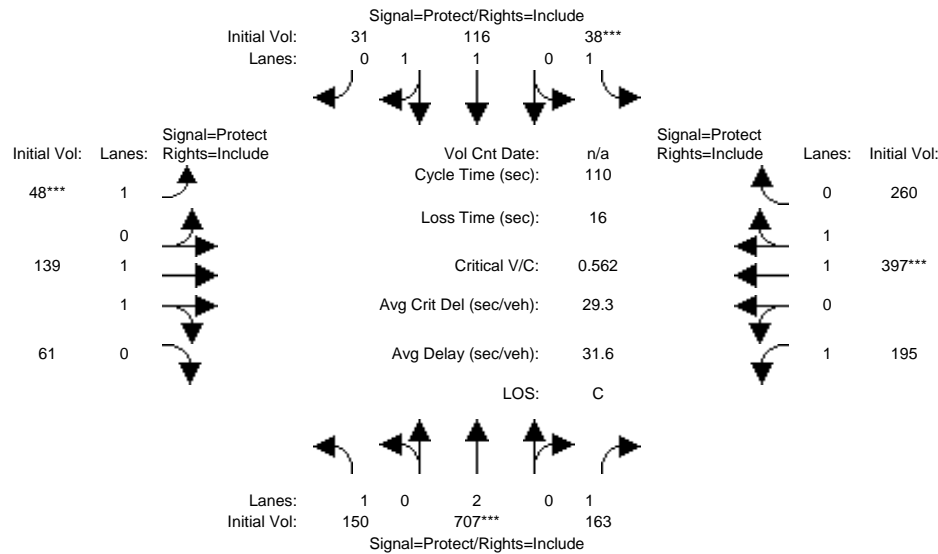 Signal=Protect/Rights=Include
Initial Vol: 31 116 38***
Lanes: 0 1 1 0 1
Signal=Protect Signal=Protect
Initial Vol: Lanes: Rights=Include Vol Cnt Date: n/a Rights=Include Lanes: Initial Vol:
Cycle Time (sec): 110
48*** 1 0 260
Loss Time (sec): 16
0 1
139 1 Critical V/C: 0.562 1 397***
1 Avg Crit Del (sec/veh): 29.3 0
61 0 Avg Delay (sec/veh): 31.6 1 195
LOS: C
Lanes: 1 0 2 0 1
Initial Vol: 150 707*** 163
Signal=Protect/Rights=Include